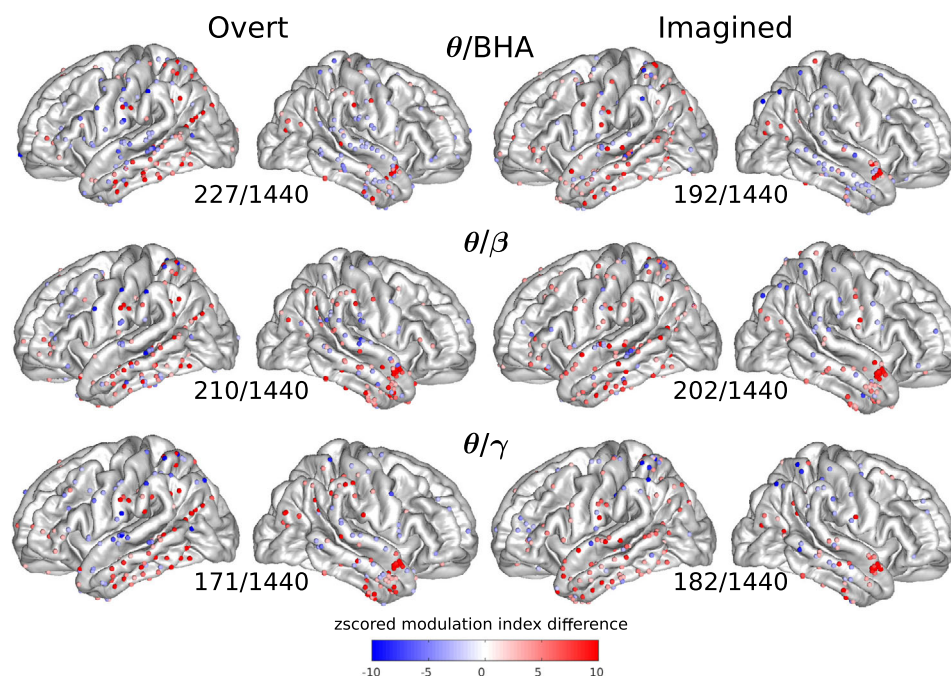 Overt Imagined
θ/BHA
227/1440 192/1440
θ/β
210/1440 202/1440
θ/γ
171/1440 182/1440
zscored modulation index difference
-10 -5 0 5 10